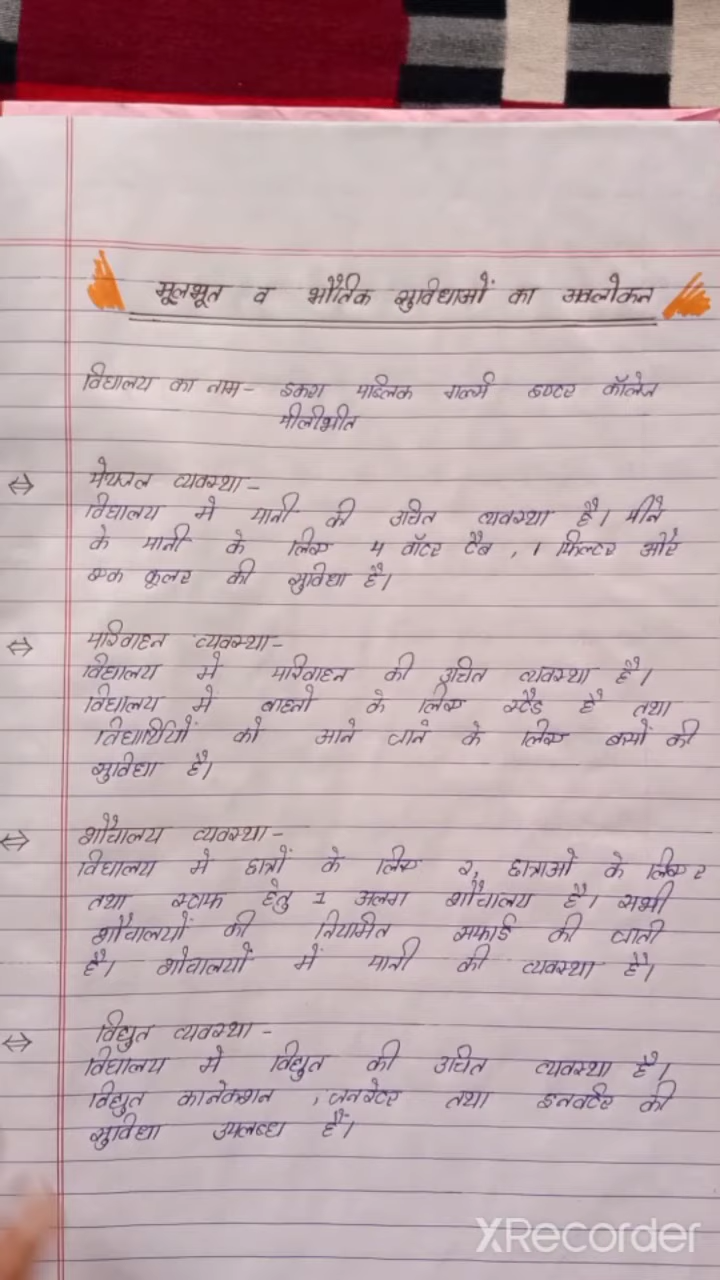 मूलभूत व भौतिक सुविधाओं का अवलोकन
विद्यालय का नाम - इकरा पब्लिक गर्ल्स इण्टर कॉलेज
पीलीभीत
⇔ पेयजल व्यवस्था -
विद्यालय मे पानी की उचित व्यवस्था है। पीने
के पानी के लिए 4 वॉटर टैब, 1 फिल्टर और
एक कूलर की सुविधा है।
⇔ परिवाहन व्यवस्था -
विद्यालय मे परिवाहन की उचित व्यवस्था है।
विद्यालय में वाहनो के लिए स्टैंड है तथा
विद्यार्थियों को आने जाने के लिए बसों की
सुविधा है।
⇔ शौचालय व्यवस्था -
विद्यालय मे छात्रों के लिए 2, छात्राओ के लिए 2
तथा स्टाफ हेतु 1 अलग शौचालय है। सभी
शौचालयों की नियमित सफाई की जाती
है। शौचालयों में पानी की व्यवस्था है।
⇔ विद्युत व्यवस्था -
विद्यालय मे विद्युत की उचित व्यवस्था है।
विद्युत कानेक्शन, जनरेटर तथा इनवर्टर की
सुविधा उपलब्ध है।
XRecorder